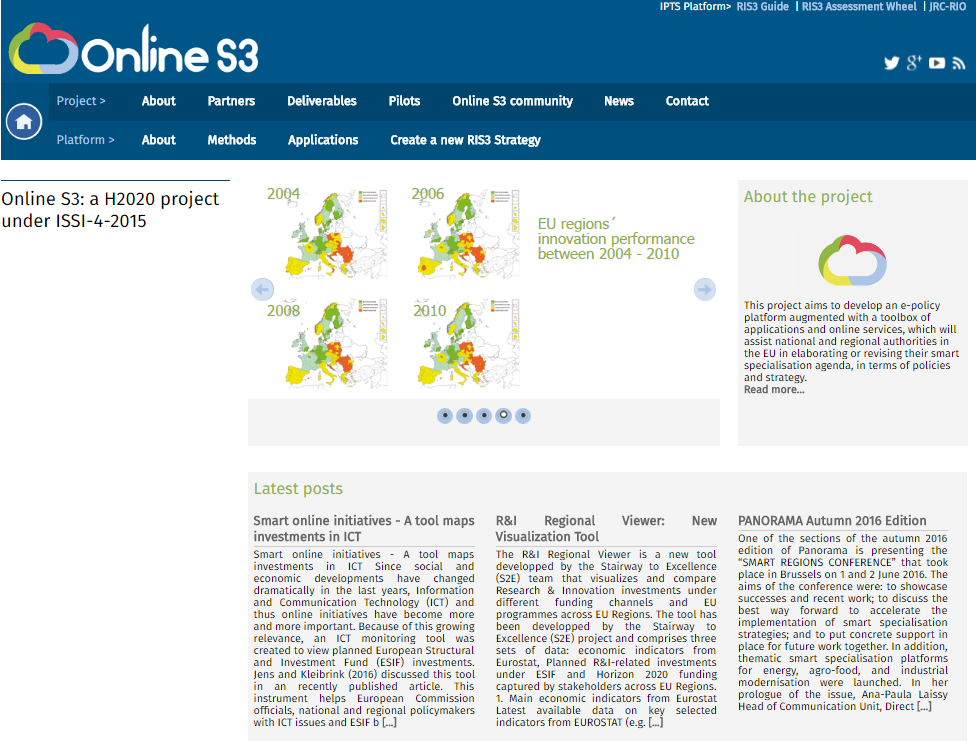 IPTS Platform> RIS3 Guide | RIS3 Assessment Wheel | JRC-RIO
Online S3
Project > About Partners Deliverables Pilots Online S3 community News Contact
Platform > About Methods Applications Create a new RIS3 Strategy
Online S3: a H2020 project
under ISSI-4-2015
2004 2006
EU regions´
innovation performance
between 2004 - 2010
2008 2010
About the project
This project aims to develop an e-policy
platform augmented with a toolbox of
applications and online services, which will
assist national and regional authorities in
the EU in elaborating or revising their smart
specialisation agenda, in terms of policies
and strategy.
Read more...
Latest posts
Smart online initiatives - A tool maps
investments in ICT
Smart online initiatives - A tool maps
investments in ICT Since social and
economic developments have changed
dramatically in the last years, Information
and Communication Technology (ICT) and
thus online initiatives have become more
and more important. Because of this growing
relevance, an ICT monitoring tool was
created to view planned European Structural
and Investment Fund (ESIF) investments.
Jens and Kleibrink (2016) discussed this tool
in an recently published article. This
instrument helps European Commission
officials, national and regional policymakers
with ICT issues and ESIF b [...]
R&I Regional Viewer: New
Visualization Tool
The R&I Regional Viewer is a new tool
developped by the Stairway to Excellence
(S2E) team that visualizes and compare
Research & Innovation investments under
different funding channels and EU
programmes across EU Regions. The tool has
been developped by the Stairway to
Excellence (S2E) project and comprises three
sets of data: economic indicators from
Eurostat, Planned R&I-related investments
under ESIF and Horizon 2020 funding
captured by stakeholders across EU Regions.
1. Main economic indicators from Eurostat
Latest available data on key selected
indicators from EUROSTAT (e.g. [...]
PANORAMA Autumn 2016 Edition
One of the sections of the autumn 2016
edition of Panorama is presenting the
“SMART REGIONS CONFERENCE” that took
place in Brussels on 1 and 2 June 2016. The
aims of the conference were: to showcase
successes and recent work; to discuss the
best way forward to accelerate the
implementation of smart specialisation
strategies; and to put concrete support in
place for future work together. In addition,
thematic smart specialisation platforms
for energy, agro-food, and industrial
modernisation were launched. In her
prologue of the issue, Ana-Paula Laissy
Head of Communication Unit, Direct [...]